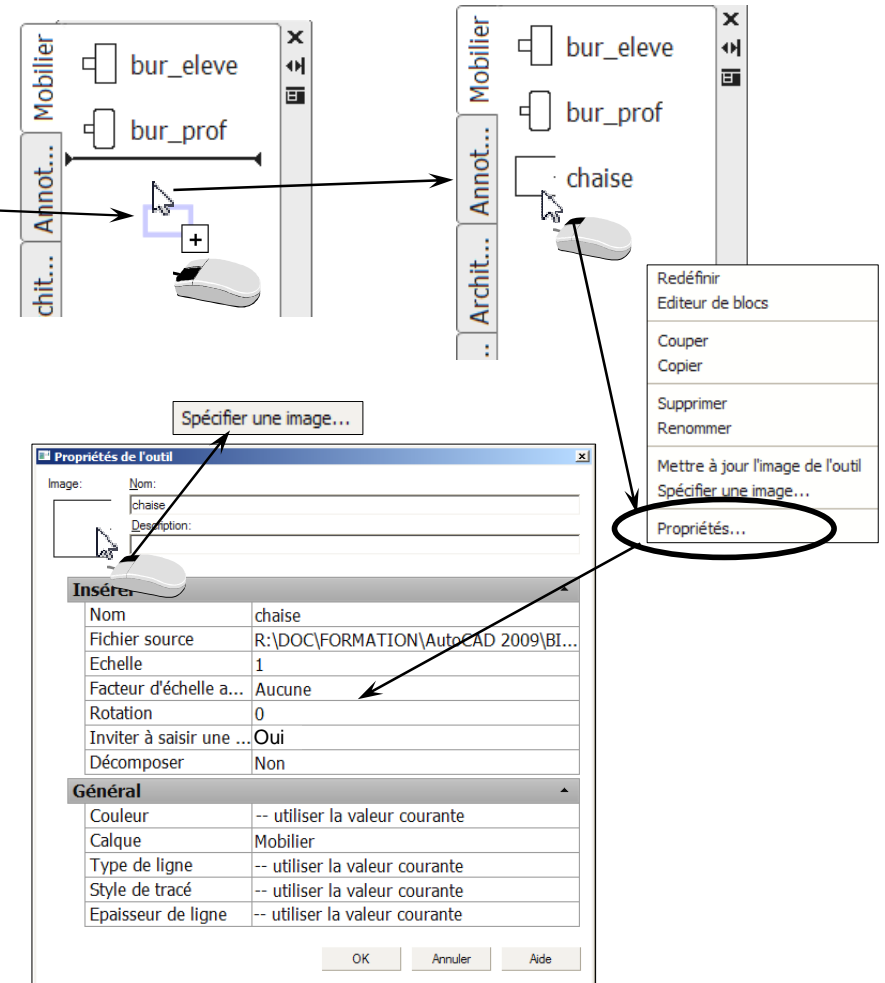 Mobilier
Annot...
chit...
bur_eleve
bur_prof
+
Mobilier
Annot...
Archit...
..
bur_eleve
bur_prof
chaise
Redéfinir
Editeur de blocs
Couper
Copier
Supprimer
Renommer
Mettre à jour l'image de l'outil
Spécifier une image...
Propriétés...
Spécifier une image...
Propriétés de l'outil
Image: Nom:
chaise
Description:
Insérer
Nom chaise
Fichier source R:\DOC\FORMATION\AutoCAD 2009\BI...
Echelle 1
Facteur d'échelle a... Aucune
Rotation 0
Inviter à saisir une ... Oui
Décomposer Non
Général
Couleur -- utiliser la valeur courante
Calque Mobilier
Type de ligne -- utiliser la valeur courante
Style de tracé -- utiliser la valeur courante
Epaisseur de ligne -- utiliser la valeur courante
OK Annuler Aide